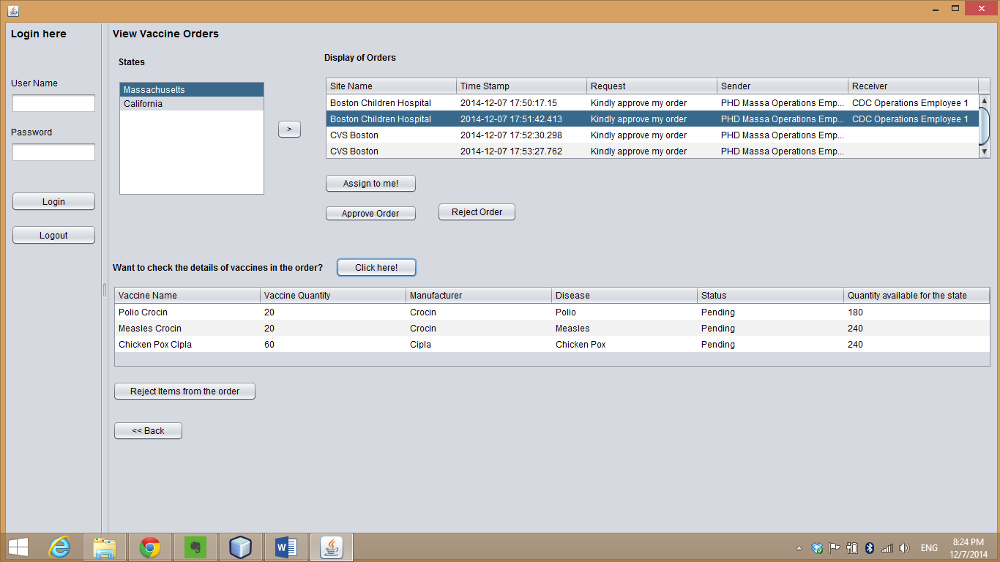 Login here
User Name
Password
Login
Logout
View Vaccine Orders
States
Massachusetts
California
>
Display of Orders
Site Name Time Stamp Request Sender Receiver
Boston Children Hospital 2014-12-07 17:50:17.15 Kindly approve my order PHD Massa Operations Emp... CDC Operations Employee 1
Boston Children Hospital 2014-12-07 17:51:42.413 Kindly approve my order PHD Massa Operations Emp... CDC Operations Employee 1
CVS Boston 2014-12-07 17:52:30.298 Kindly approve my order PHD Massa Operations Emp...
CVS Boston 2014-12-07 17:53:27.762 Kindly approve my order PHD Massa Operations Emp...
Assign to me!
Approve Order Reject Order
Want to check the details of vaccines in the order? Click here!
Vaccine Name Vaccine Quantity Manufacturer Disease Status Quantity available for the state
Polio Crocin 20 Crocin Polio Pending 180
Measles Crocin 20 Crocin Measles Pending 240
Chicken Pox Cipla 60 Cipla Chicken Pox Pending 240
Reject Items from the order
<< Back
ENG
8:24 PM
12/7/2014